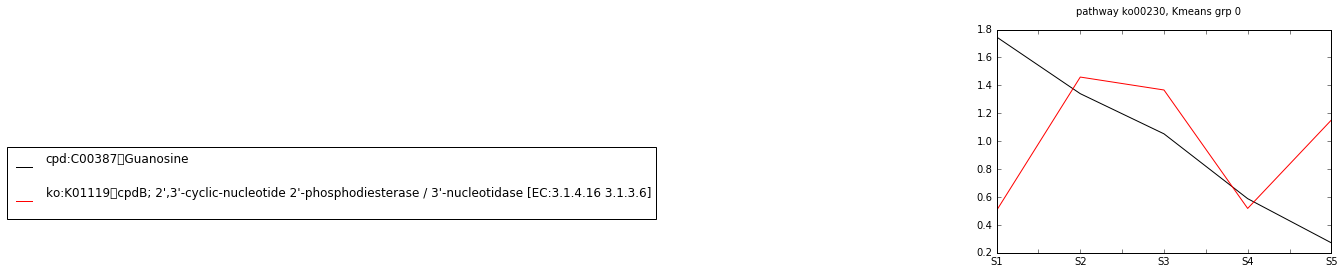 pathway ko00230, Kmeans grp 0
cpd:C00387▯Guanosine
ko:K01119▯cpdB; 2',3'-cyclic-nucleotide 2'-phosphodiesterase / 3'-nucleotidase [EC:3.1.4.16 3.1.3.6]
1.8
1.6
1.4
1.2
1.0
0.8
0.6
0.4
0.2
S1 S2 S3 S4 S5